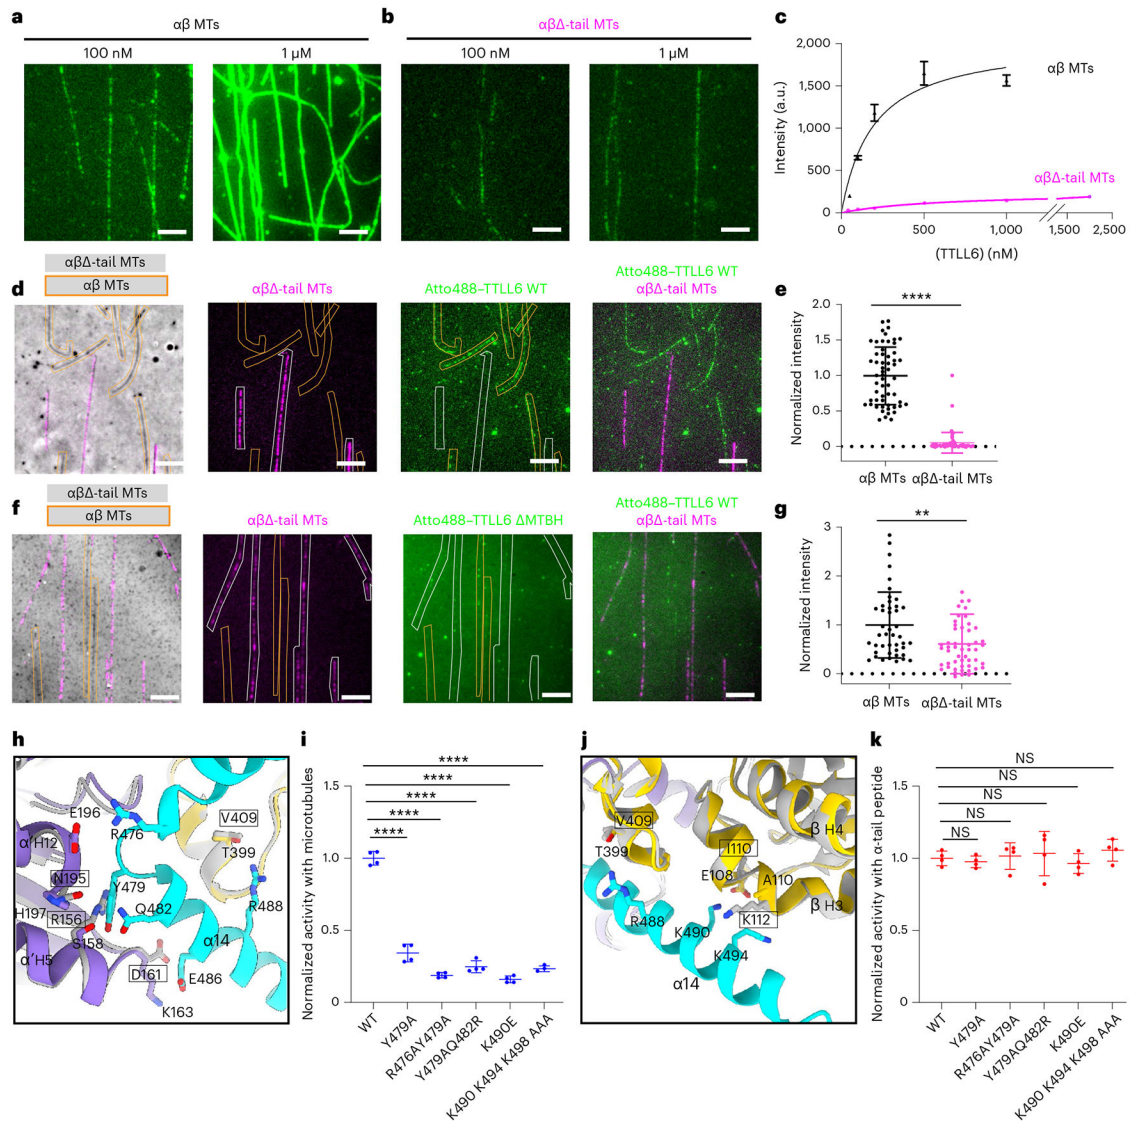 a
αβ MTs
100 nM
1 µM
b
αβΔ-tail MTs
100 nM
1 µM
c
2,000
1,500
1,000
500
0
Intensity (a.u.)
αβ MTs
αβΔ-tail MTs
0
500
1,000
1,500
2,500
(TTLL6) (nM)
d
αβΔ-tail MTs
αβ MTs
αβΔ-tail MTs
Atto488–TTLL6 WT
Atto488–TTLL6 WT
αβΔ-tail MTs
e
2.0
1.5
1.0
0.5
0
Normalized intensity
****
αβ MTs
αβΔ-tail MTs
f
αβΔ-tail MTs
αβ MTs
αβΔ-tail MTs
Atto488–TTLL6 ΔMTBH
Atto488–TTLL6 WT
αβΔ-tail MTs
g
3
2
1
0
Normalized intensity
**
αβ MTs
αβΔ-tail MTs
h
E196
R476
V409
α′H12
T399
N195
Y479
H197
R156
Q482
R488
S158
α14
α′H5
D161
E486
K163
i
Normalized activity with microtubules
1.5
1.0
0.5
0
****
****
****
****
****
WT
Y479A
R476AY479A
Y479AQ482R
K490E
K490 K494 K498 AAA
j
V409
T399
I110
β H4
E108
A110
β H3
R488
K490
K112
K494
α14
k
Normalized activity with α-tail peptide
1.5
1.0
0.5
0
NS
NS
NS
NS
NS
WT
Y479A
R476AY479A
Y479AQ482R
K490E
K490 K494 K498 AAA